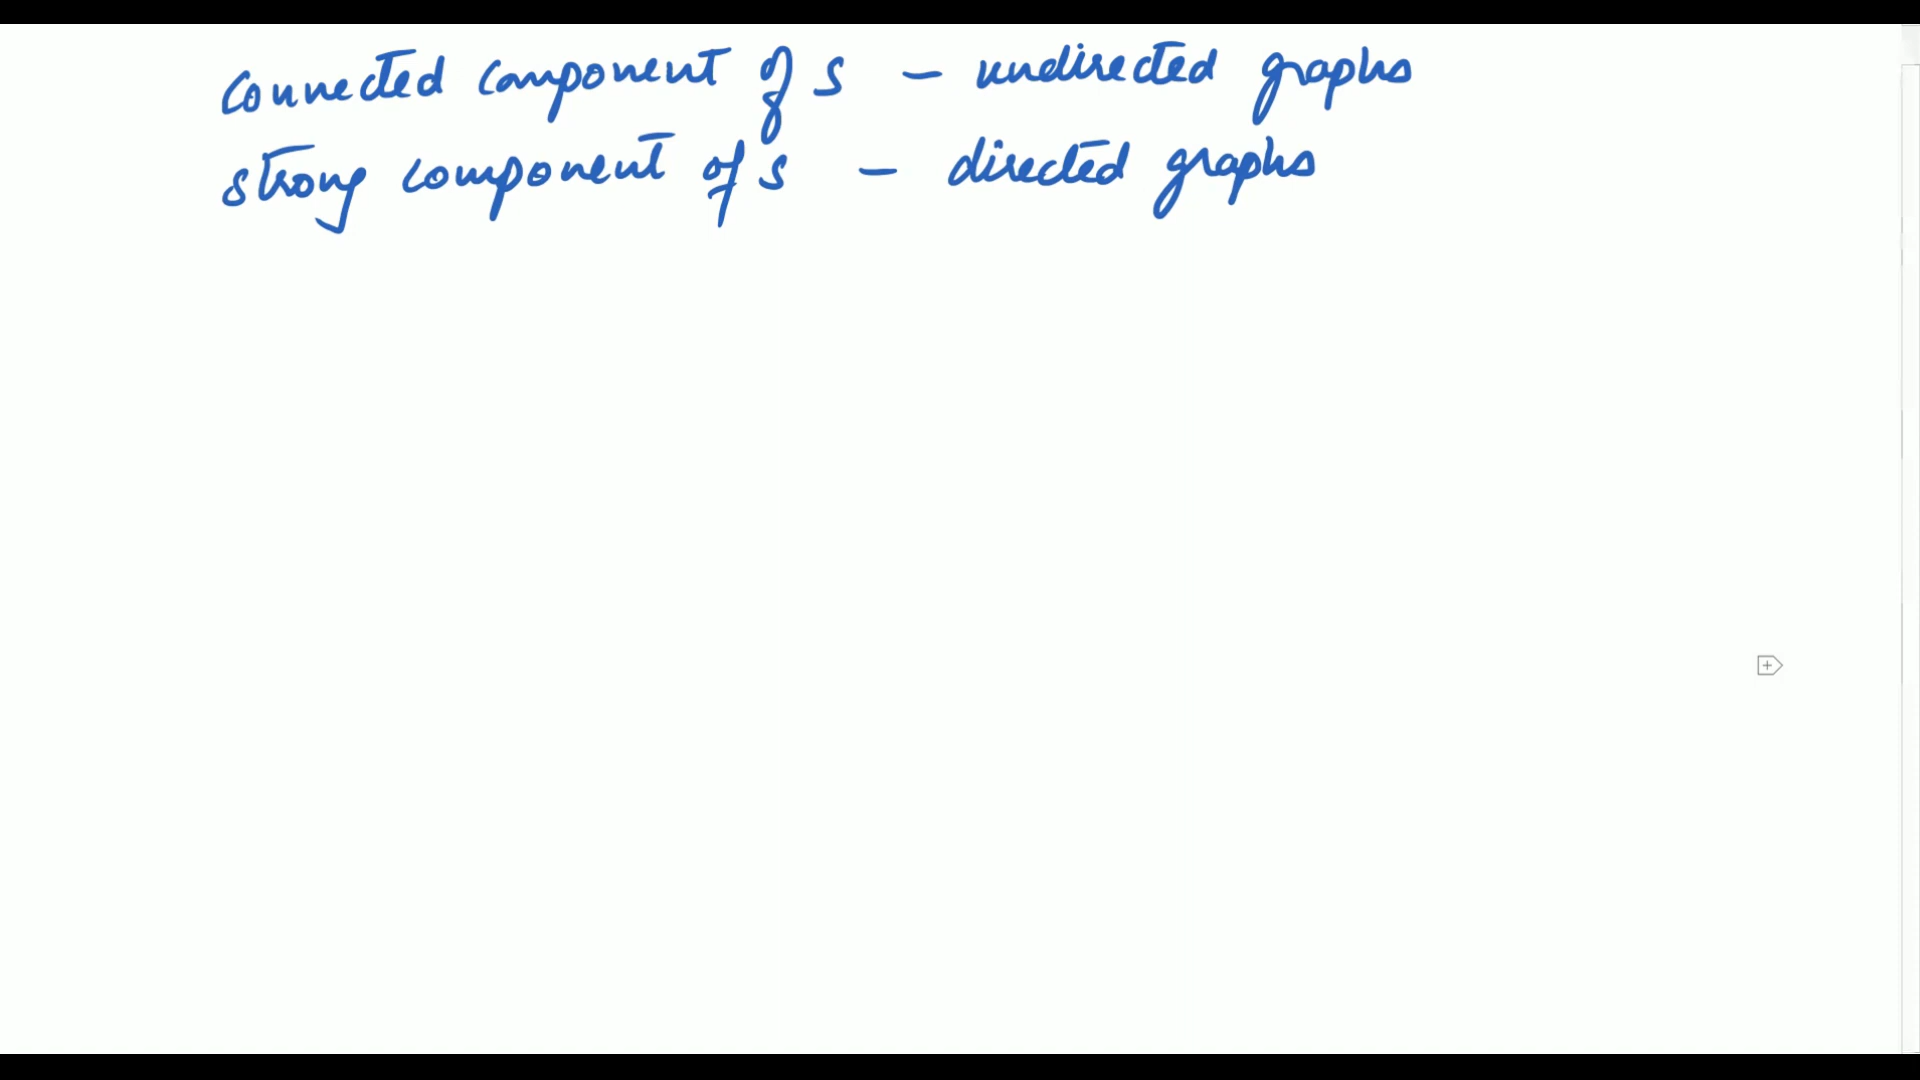 connected component of s - undirected graphs
strong component of s - directed graphs